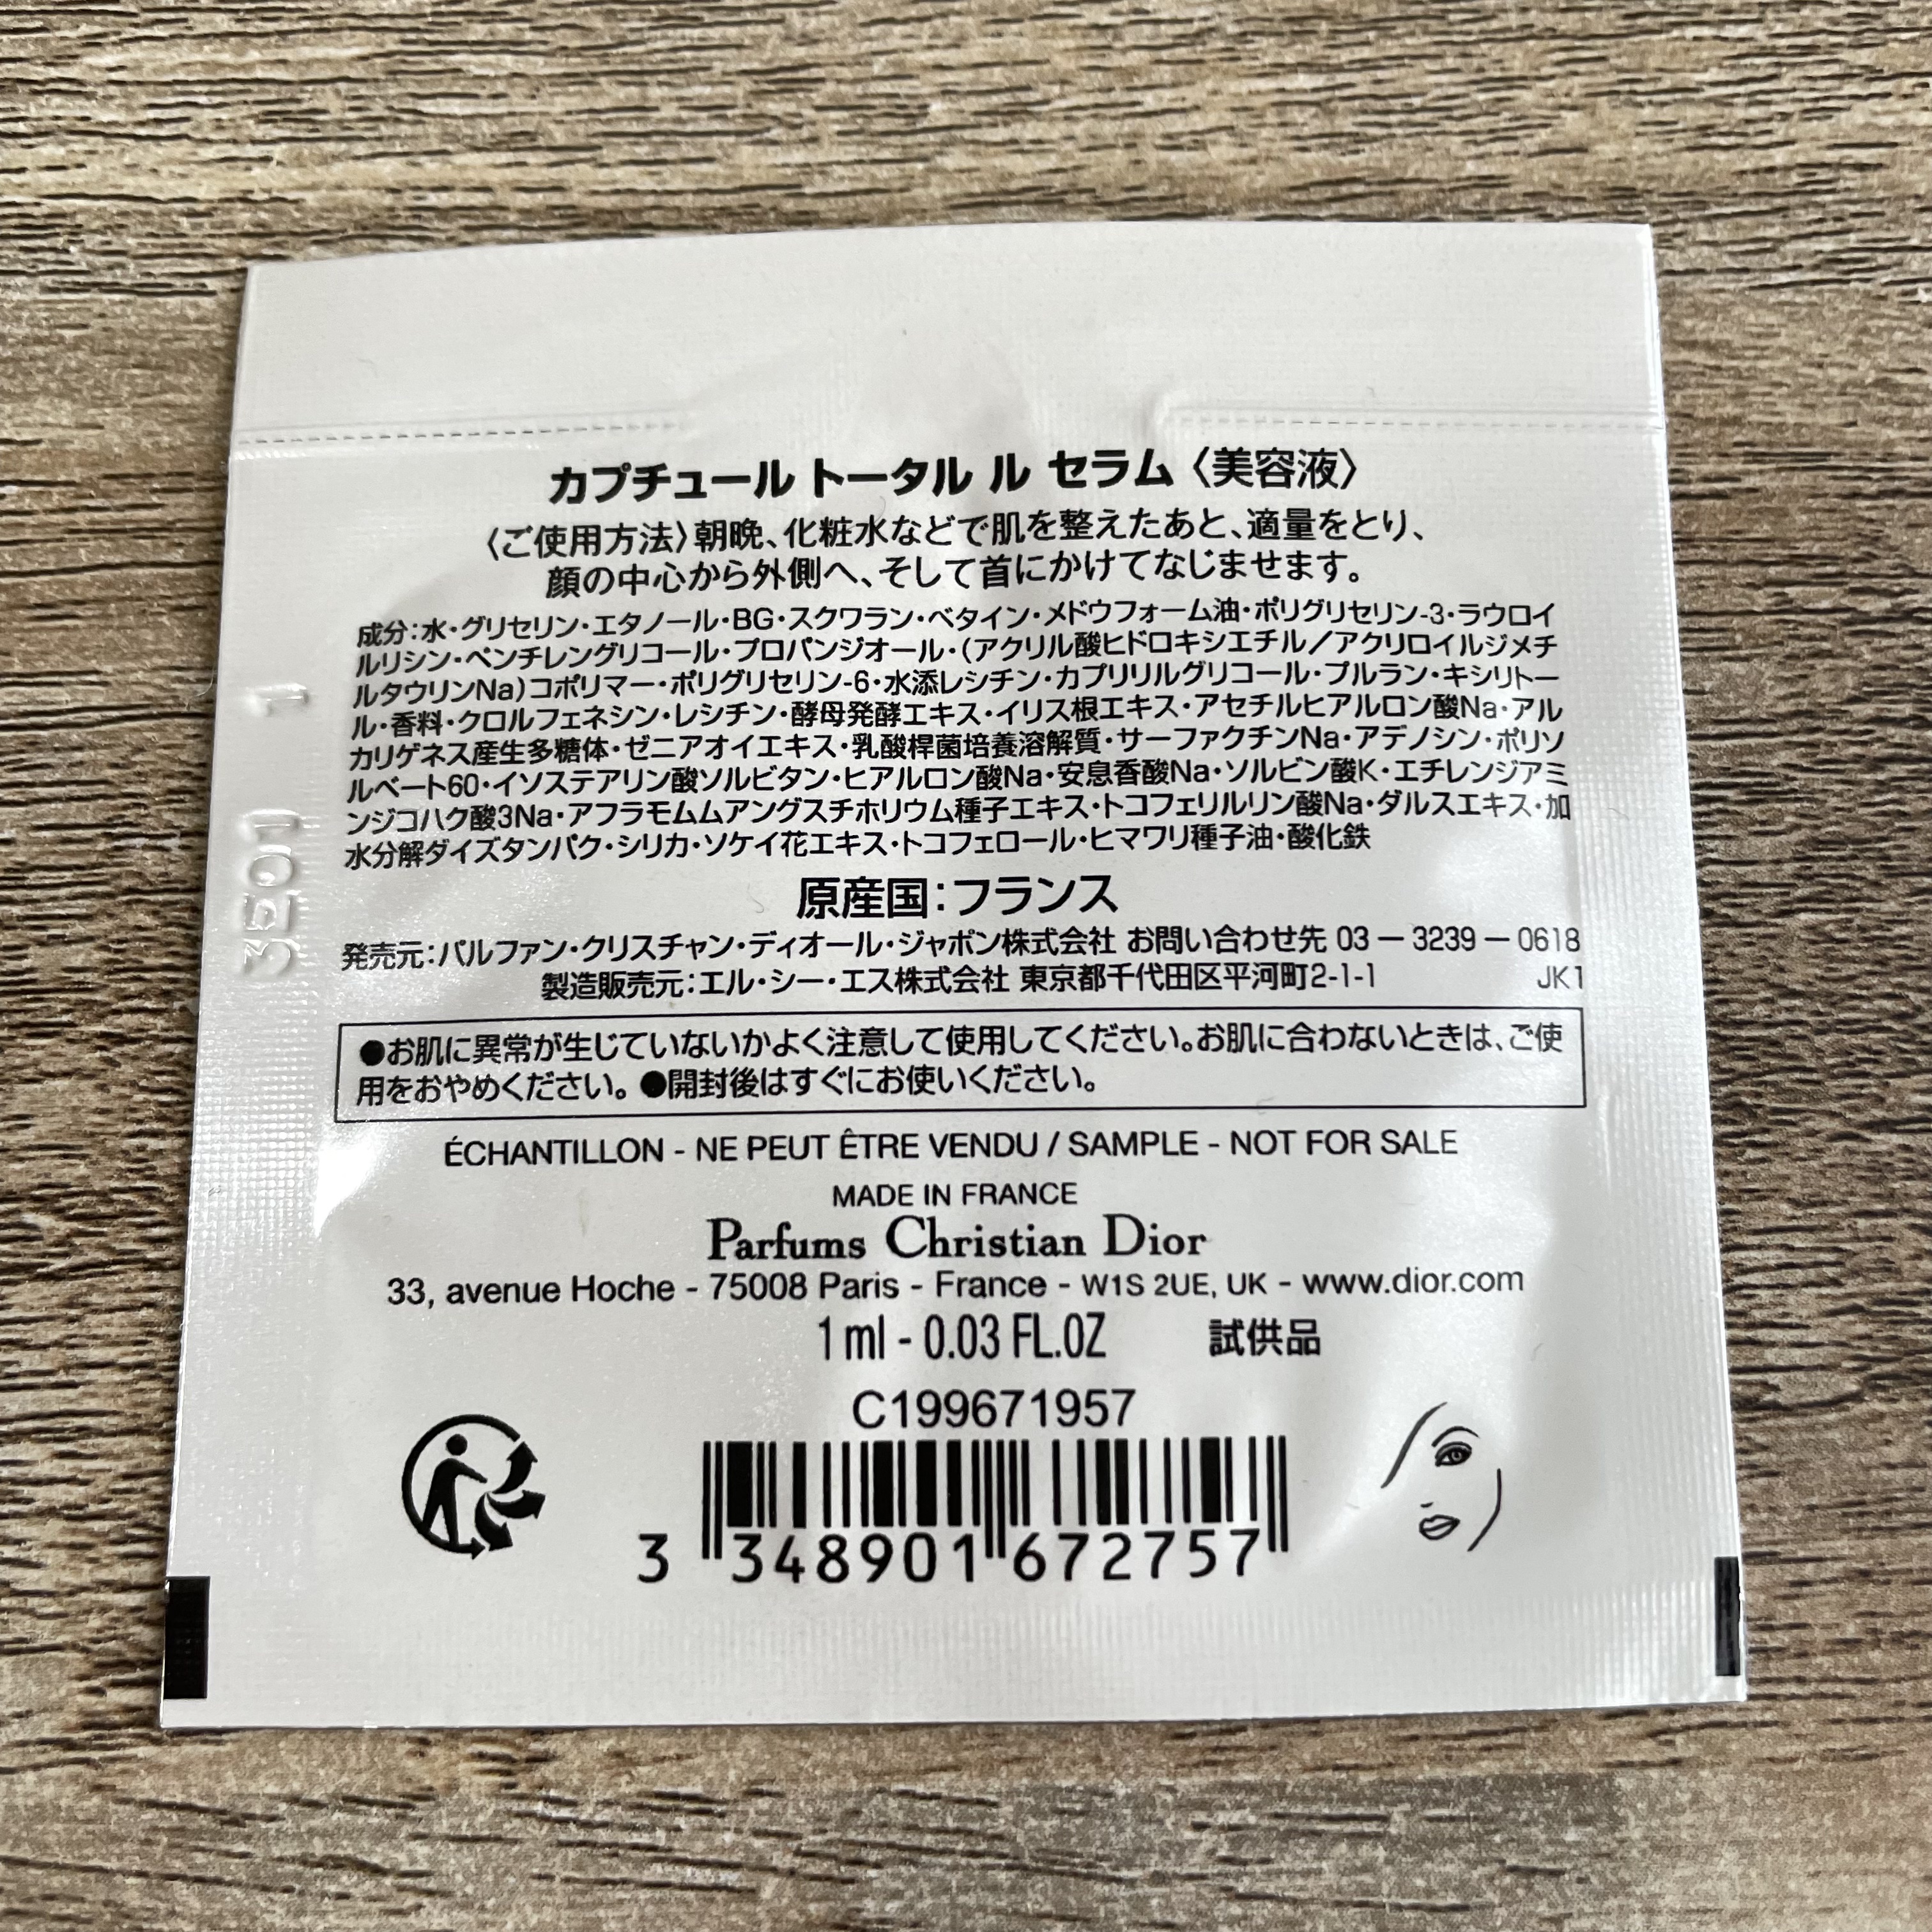 カプチュール トータル ル セラム〈美容液〉
〈ご使用方法〉朝晩、化粧水などで肌を整えたあと、適量をとり、
顔の中心から外側へ、そして首にかけてなじませます。
成分：水・グリセリン・エタノール・BG・スクワラン・ベタイン・メドウフォーム油・ポリグリセリン-3・ラウロイ
ルリシン・ペンチレングリコール・プロパンジオール・（アクリル酸ヒドロキシエチル／アクリロイルジメチ
ルタウリンNa）コポリマー・ポリグリセリン-6・水添レシチン・カプリリルグリコール・プルラン・キシリトー
ル・香料・クロルフェネシン・レシチン・酵母発酵エキス・イリス根エキス・アセチルヒアルロン酸Na・アル
カリゲネス産生多糖体・ゼニアオイエキス・乳酸桿菌培養溶解質・サーファクチンNa・アデノシン・ポリソ
ルベート60・イソステアリン酸ソルビタン・ヒアルロン酸Na・安息香酸Na・ソルビン酸K・エチレンジアミ
ンジコハク酸3Na・アフラモムムアングスチホリウム種子エキス・トコフェリルリン酸Na・ダルスエキス・加
水分解ダイズタンパク・シリカ・ソケイ花エキス・トコフェロール・ヒマワリ種子油・酸化鉄
原産国：フランス
発売元：パルファン・クリスチャン・ディオール・ジャポン株式会社 お問い合わせ先 03 ー 3239 ー 0618
製造販売元：エル・シー・エス株式会社 東京都千代田区平河町2-1-1 JK1
●お肌に異常が生じていないかよく注意して使用してください。お肌に合わないときは、ご使
用をおやめください。●開封後はすぐにお使いください。
ÉCHANTILLON - NE PEUT ÊTRE VENDU / SAMPLE - NOT FOR SALE
MADE IN FRANCE
Parfums Christian Dior
33, avenue Hoche - 75008 Paris - France - W1S 2UE, UK - www.dior.com
1 ml - 0.03 FL.OZ 試供品
C199671957
3 348901 672757
3E01 1